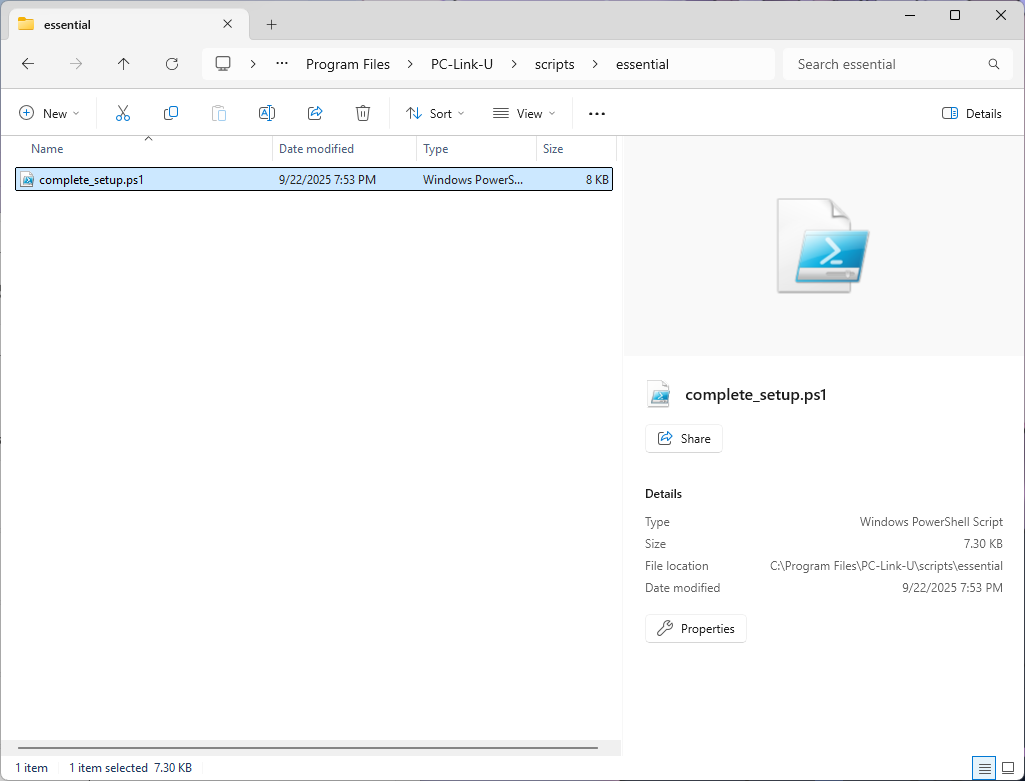 essential
Program Files > PC-Link-U > scripts > essential
Search essential
New
Sort
View
Details
Name Date modified Type Size
complete_setup.ps1 9/22/2025 7:53 PM Windows PowerS... 8 KB
complete_setup.ps1
Share
Details
Type Windows PowerShell Script
Size 7.30 KB
File location C:\Program Files\PC-Link-U\scripts\essential
Date modified 9/22/2025 7:53 PM
Properties
1 item 1 item selected 7.30 KB